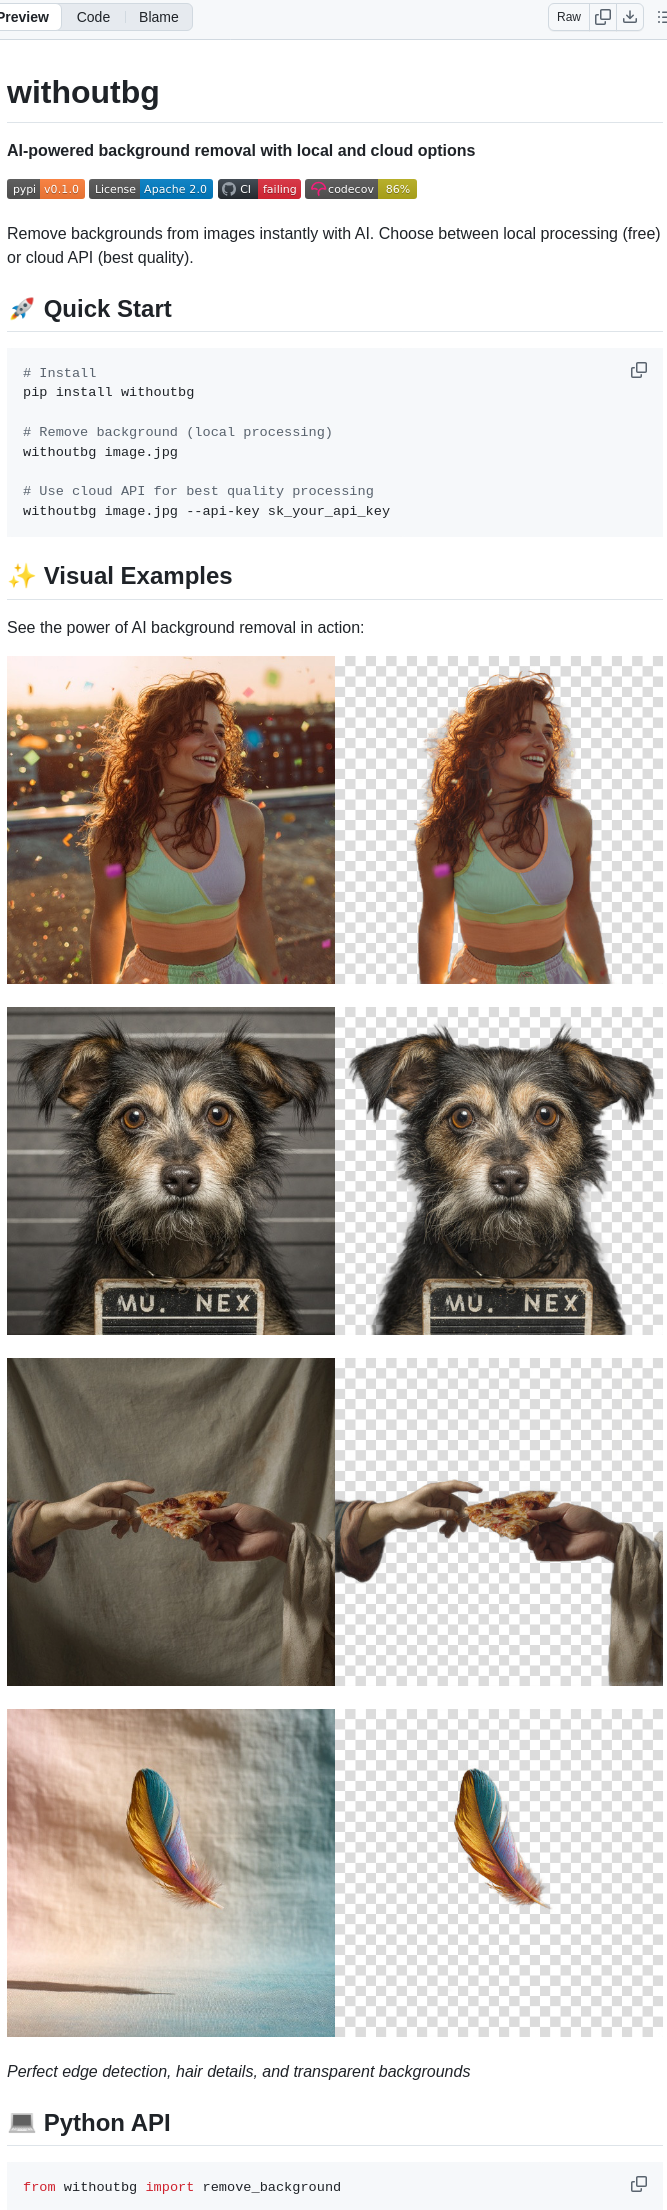 Preview Code Blame Raw
withoutbg
AI-powered background removal with local and cloud options
pypi v0.1.0 License Apache 2.0 CI failing codecov 86%
Remove backgrounds from images instantly with AI. Choose between local processing (free)
or cloud API (best quality).
🚀 Quick Start
# Install
pip install withoutbg
# Remove background (local processing)
withoutbg image.jpg
# Use cloud API for best quality processing
withoutbg image.jpg --api-key sk_your_api_key
✨ Visual Examples
See the power of AI background removal in action:
MU. NEX MU. NEX
Perfect edge detection, hair details, and transparent backgrounds
💻 Python API
from withoutbg import remove_background